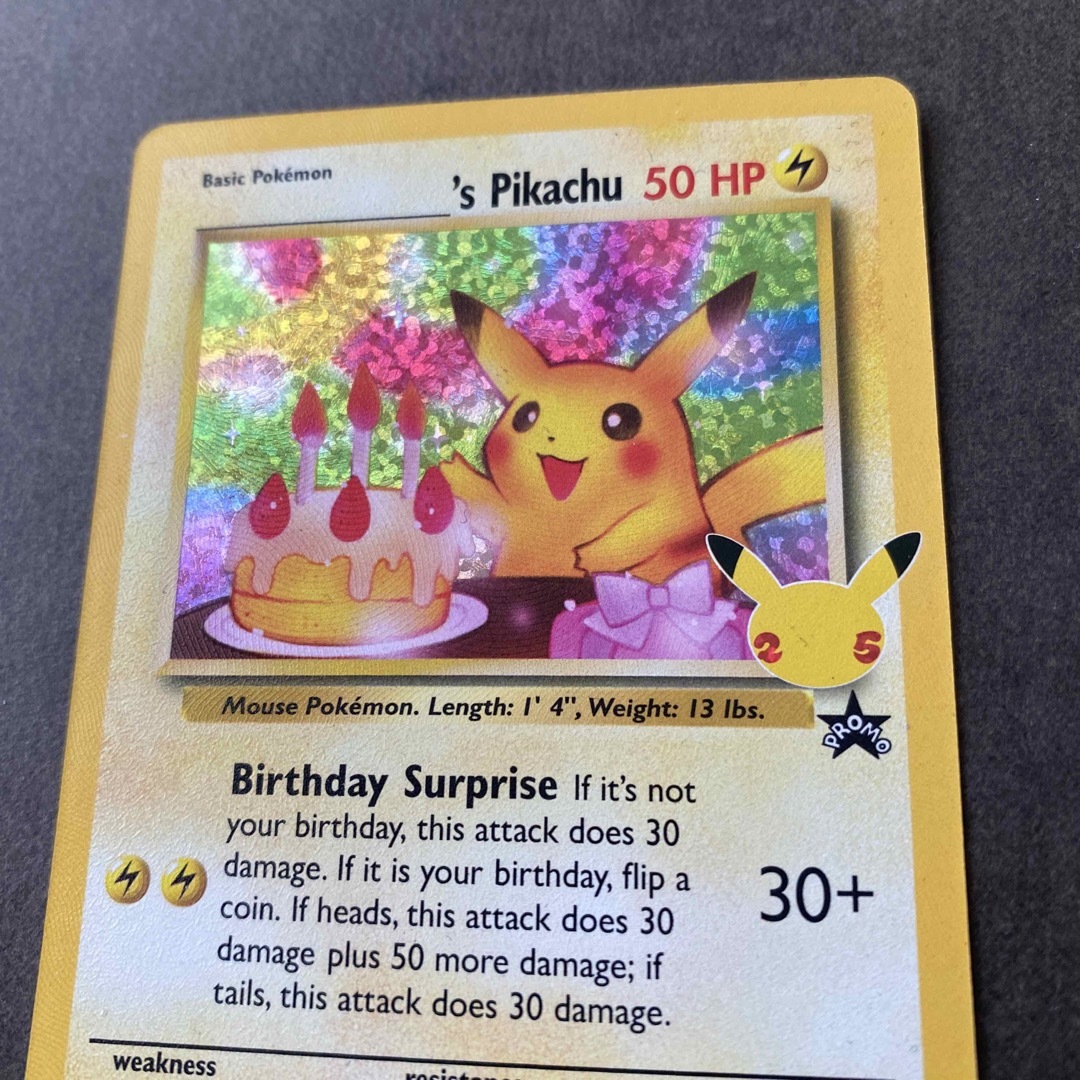 Basic Pokémon
's Pikachu 50 HP
25
Mouse Pokémon. Length: 1' 4", Weight: 13 lbs.
PROMO
Birthday Surprise If it's not
your birthday, this attack does 30
damage. If it is your birthday, flip a
coin. If heads, this attack does 30
damage plus 50 more damage; if
tails, this attack does 30 damage.
30+
weakness